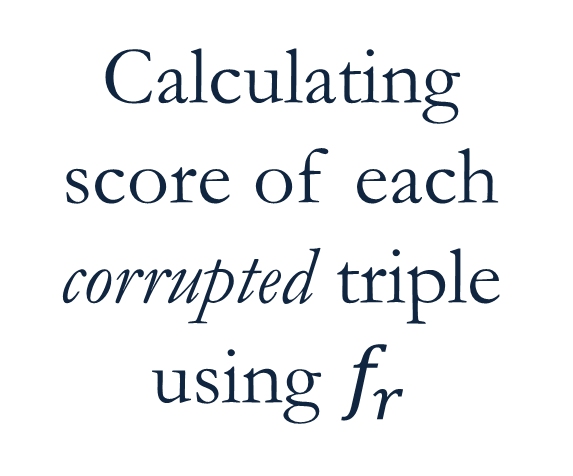 Calculating
score of each
corrupted triple
using fᵣ